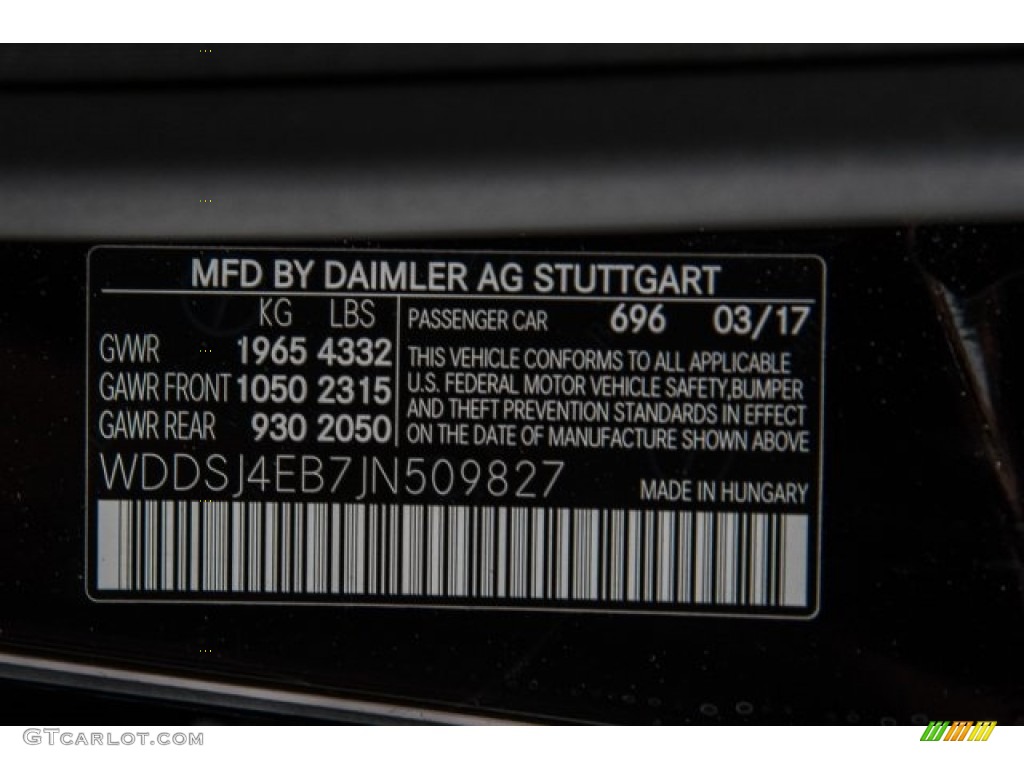 MFD BY DAIMLER AG STUTTGART
KG LBS
GVWR 1965 4332
GAWR FRONT 1050 2315
GAWR REAR 930 2050
PASSENGER CAR 696 03/17
THIS VEHICLE CONFORMS TO ALL APPLICABLE
U.S. FEDERAL MOTOR VEHICLE SAFETY,BUMPER
AND THEFT PREVENTION STANDARDS IN EFFECT
ON THE DATE OF MANUFACTURE SHOWN ABOVE
WDDSJ4EB7JN509827
MADE IN HUNGARY
GTCARLOT.COM